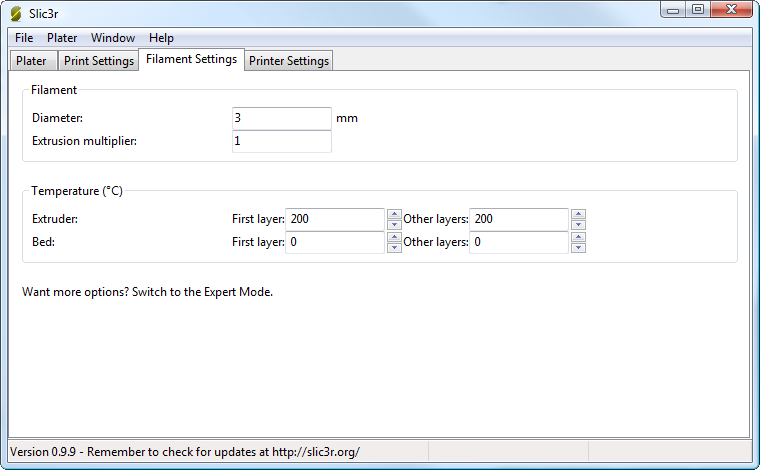 Slic3r
File Plater Window Help
Plater Print Settings Filament Settings Printer Settings
Filament
Diameter: 3 mm
Extrusion multiplier: 1
Temperature (°C)
Extruder: First layer: 200 Other layers: 200
Bed: First layer: 0 Other layers: 0
Want more options? Switch to the Expert Mode.
Version 0.9.9 - Remember to check for updates at http://slic3r.org/